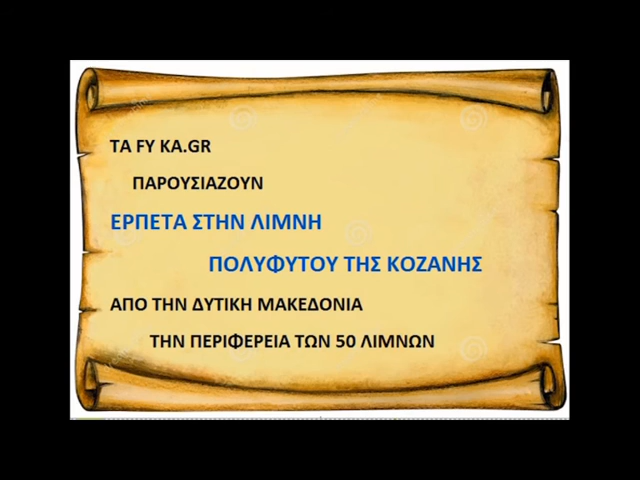 ΤΑ FY KA.GR
ΠΑΡΟΥΣΙΑΖΟΥΝ
ΕΡΠΕΤΑ ΣΤΗΝ ΛΙΜΝΗ
ΠΟΛΥΦΥΤΟΥ ΤΗΣ ΚΟΖΑΝΗΣ
ΑΠΟ ΤΗΝ ΔΥΤΙΚΗ ΜΑΚΕΔΟΝΙΑ
ΤΗΝ ΠΕΡΙΦΕΡΕΙΑ ΤΩΝ 50 ΛΙΜΝΩΝ